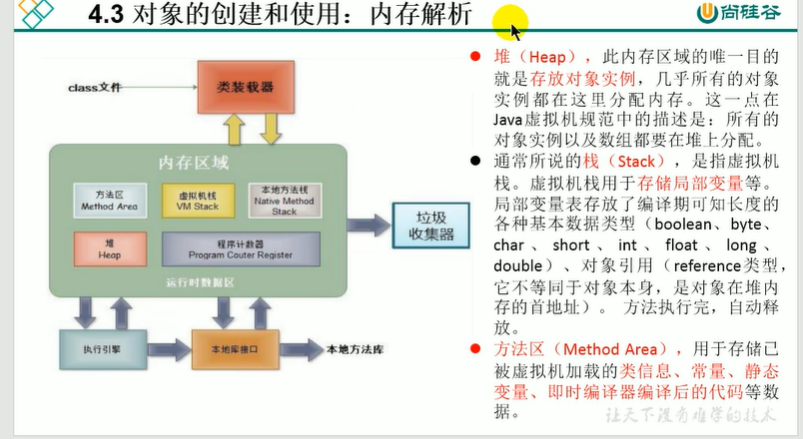 4.3 对象的创建和使用：内存解析
尚硅谷
class文件
类装载器
内存区域
方法区
Method Area
虚拟机栈
VM Stack
本地方法栈
Native Method
Stack
堆
Heap
程序计数器
Program Couter Register
运行时数据区
垃圾
收集器
执行引擎
本地库接口
本地方法库
堆（Heap），此内存区域的唯一目的
就是存放对象实例，几乎所有的对象
实例都在这里分配内存。这一点在
Java虚拟机规范中的描述是：所有的
对象实例以及数组都要在堆上分配。
通常所说的栈（Stack），是指虚拟机
栈。虚拟机栈用于存储局部变量等。
局部变量表存放了编译期可知长度的
各种基本数据类型（boolean、byte、
char 、 short 、 int 、 float 、 long 、
double）、对象引用（reference类型，
它不等同于对象本身，是对象在堆内
存的首地址）。 方法执行完，自动释
放。
方法区（Method Area），用于存储已
被虚拟机加载的类信息、常量、静态
变量、即时编译器编译后的代码等数
据。
让天下没有难学的技术